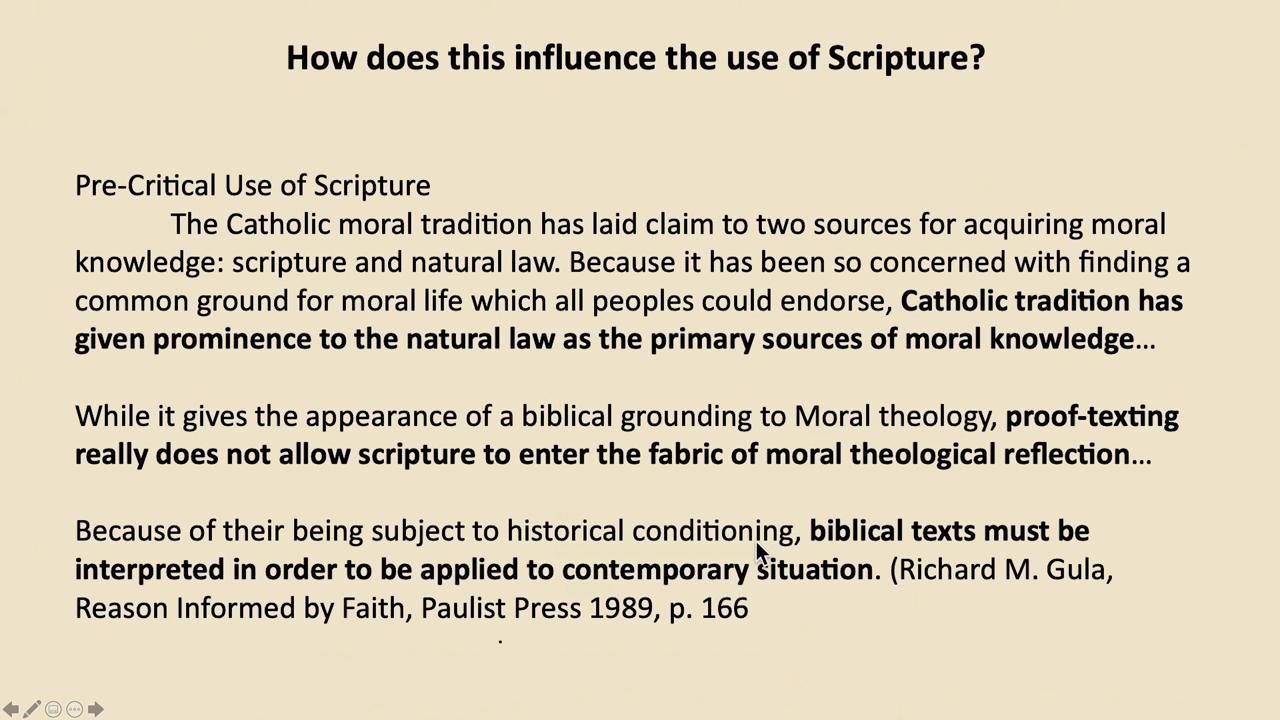 How does this influence the use of Scripture?
Pre-Critical Use of Scripture
The Catholic moral tradition has laid claim to two sources for acquiring moral
knowledge: scripture and natural law. Because it has been so concerned with finding a
common ground for moral life which all peoples could endorse, Catholic tradition has
given prominence to the natural law as the primary sources of moral knowledge…
While it gives the appearance of a biblical grounding to Moral theology, proof-texting
really does not allow scripture to enter the fabric of moral theological reflection…
Because of their being subject to historical conditioning, biblical texts must be
interpreted in order to be applied to contemporary situation. (Richard M. Gula,
Reason Informed by Faith, Paulist Press 1989, p. 166
.